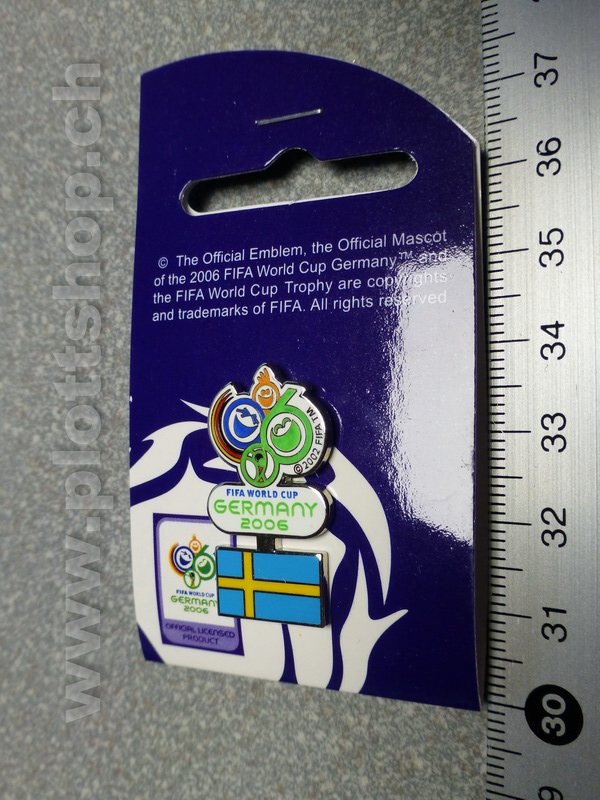 © The Official Emblem, the Official Mascot
of the 2006 FIFA World Cup Germany™ and
the FIFA World Cup Trophy are copyrights
and trademarks of FIFA. All rights reserved
©2002 FIFA TM
FIFA WORLD CUP
GERMANY
2006
FIFA WORLD CUP
GERMANY
2006
OFFICIAL LICENSED
PRODUCT
www.plottshop.ch
37
36
35
34
33
32
31
30